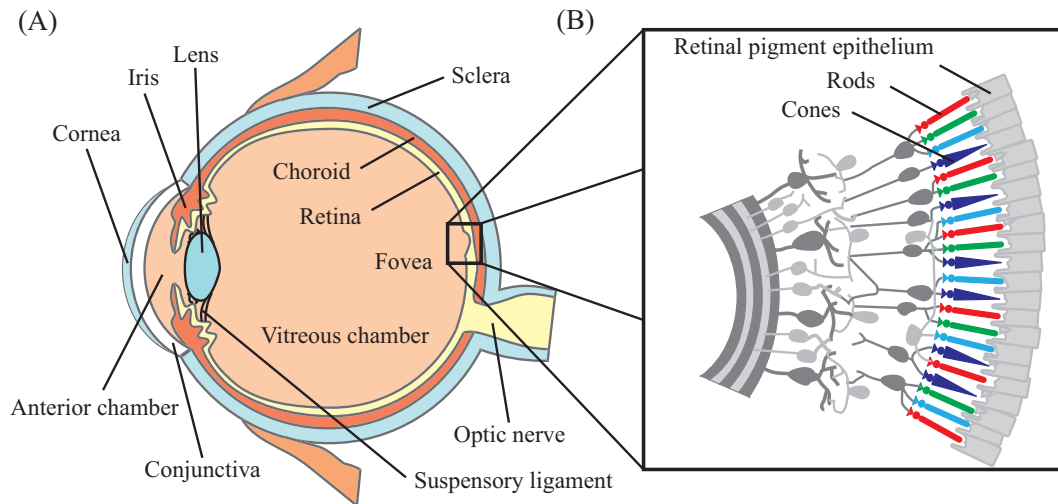 (A)
Lens
Iris
Cornea
Sclera
Choroid
Retina
Fovea
Vitreous chamber
Anterior chamber
Conjunctiva
Suspensory ligament
Optic nerve
(B)
Retinal pigment epithelium
Rods
Cones